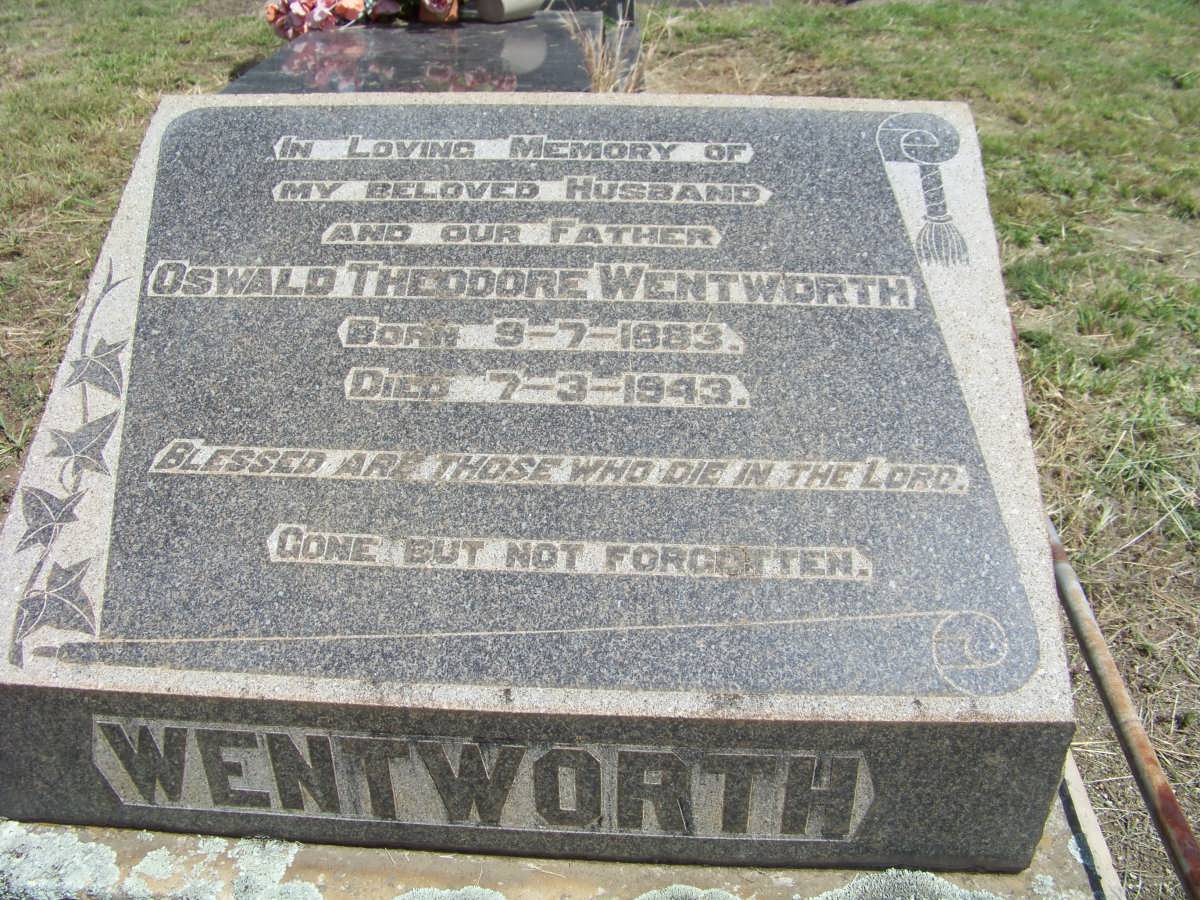 In Loving Memory of
my beloved Husband
and our Father
Oswald Theodore Wentworth
Born 9-7-1883.
Died 7-3-1943.
Blessed are those who die in the Lord.
Gone but not forgotten.
WENTWORTH